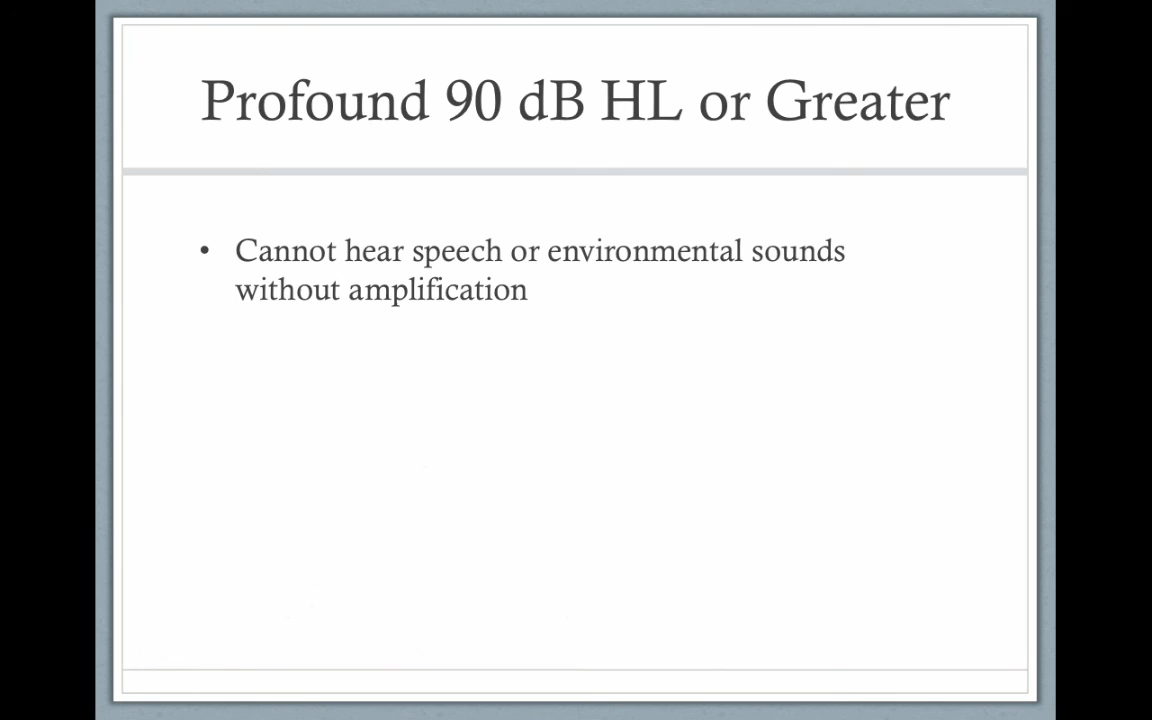 Profound 90 dB HL or Greater
• Cannot hear speech or environmental sounds
without amplification